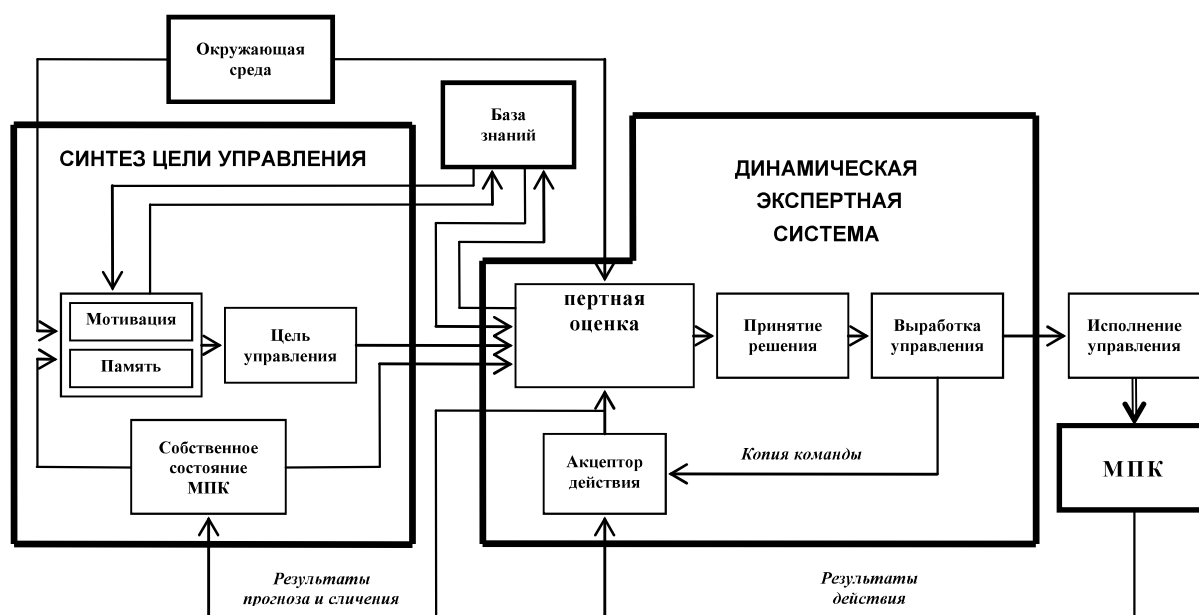 Окружающая
среда
База
знаний
СИНТЕЗ ЦЕЛИ УПРАВЛЕНИЯ
ДИНАМИЧЕСКАЯ
ЭКСПЕРТНАЯ
СИСТЕМА
Мотивация
Память
Цель
управления
пертная
оценка
Принятие
решения
Выработка
управления
Исполнение
управления
Собственное
состояние
МПК
Акцептор
действия
Копия команды
МПК
Результаты
прогноза и сличения
Результаты
действия